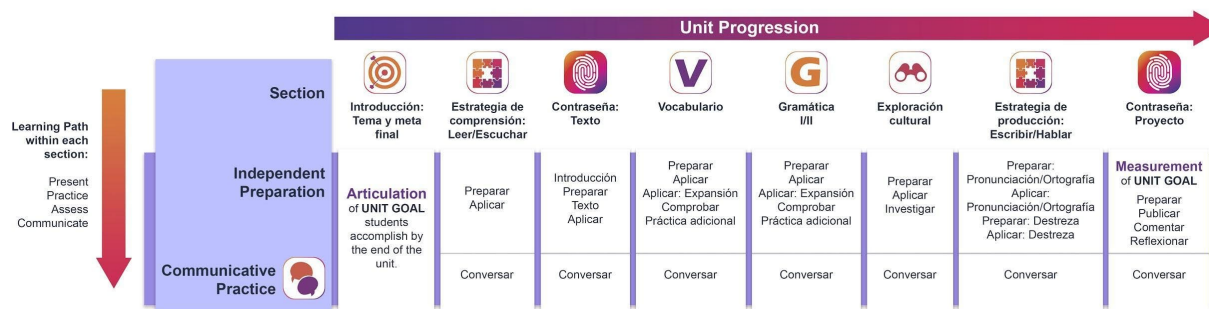 Unit Progression
Learning Path
within each
section:
Present
Practice
Assess
Communicate
Section
Independent
Preparation
Communicative
Practice
Introducción:
Tema y meta
final
Articulation
of UNIT GOAL
students
accomplish by
the end of the
unit.
Estrategia de
comprensión:
Leer/Escuchar
Preparar
Aplicar
Conversar
Contraseña:
Texto
Introducción
Preparar
Texto
Aplicar
Conversar
V
Vocabulario
Preparar
Aplicar
Aplicar: Expansión
Comprobar
Práctica adicional
Conversar
G
Gramática
I/II
Preparar
Aplicar
Aplicar: Expansión
Comprobar
Práctica adicional
Conversar
Exploración
cultural
Preparar
Aplicar
Investigar
Conversar
Estrategia de
producción:
Escribir/Hablar
Preparar:
Pronunciación/Ortografía
Aplicar:
Pronunciación/Ortografía
Preparar: Destreza
Aplicar: Destreza
Conversar
Contraseña:
Proyecto
Measurement
of UNIT GOAL
Preparar
Publicar
Comentar
Reflexionar
Conversar